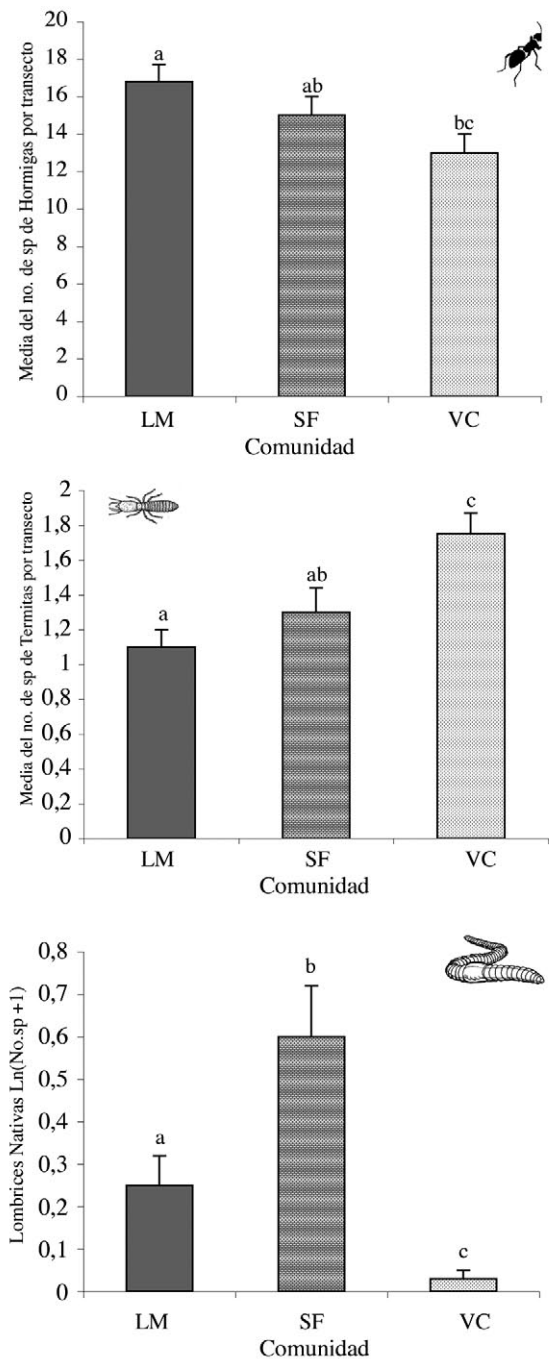 Media del no. de sp de Hormigas por transecto
20
18
16
14
12
10
8
6
4
2
0
a
ab
bc
LM
SF
VC
Comunidad
Media del no. de sp de Termitas por transecto
2
1,8
1,6
1,4
1,2
1
0,8
0,6
0,4
0,2
0
a
ab
c
LM
SF
VC
Comunidad
Lombrices Nativas Ln(No.sp +1)
0,8
0,7
0,6
0,5
0,4
0,3
0,2
0,1
0
a
b
c
LM
SF
VC
Comunidad